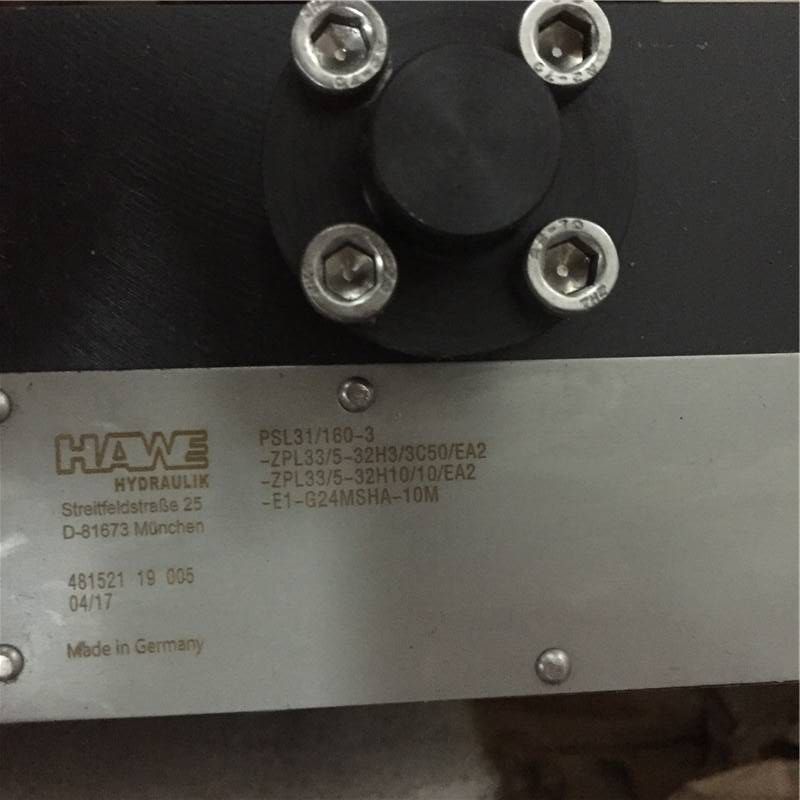 HAWE
HYDRAULIK
Streitfeldstraße 25
D-81673 München
481521 19 005
04/17
Made in Germany
PSL31/160-3
-ZPL33/5-32H3/3C50/EA2
-ZPL33/5-32H10/10/EA2
-E1-G24MSHA-10M